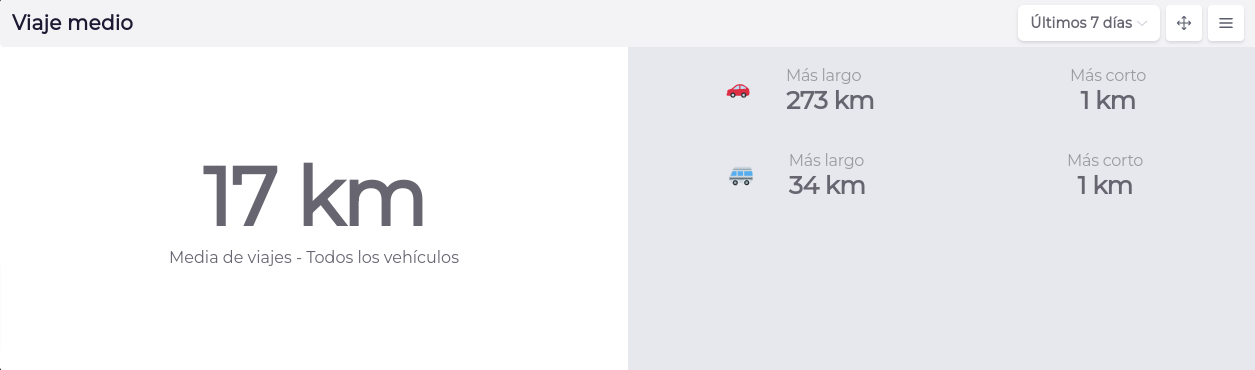 Viaje medio
Últimos 7 días
17 km
Media de viajes - Todos los vehículos
Más largo
273 km
Más corto
1 km
Más largo
34 km
Más corto
1 km